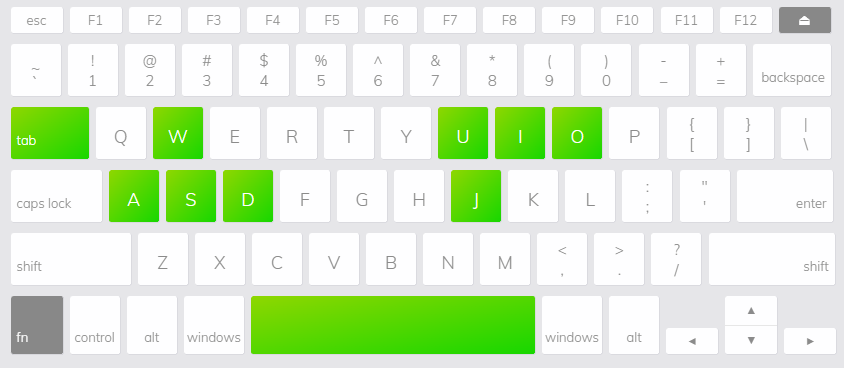 esc F1 F2 F3 F4 F5 F6 F7 F8 F9 F10 F11 F12 ⏏
~ ! @ # $ % ^ & * ( ) - +
` 1 2 3 4 5 6 7 8 9 0 – = backspace
tab Q W E R T Y U I O P { } |
[ ] \
caps lock A S D F G H J K L : " enter
; '
shift Z X C V B N M < > ? shift
, . /
fn control alt windows windows alt ◄ ▲ ▼ ►